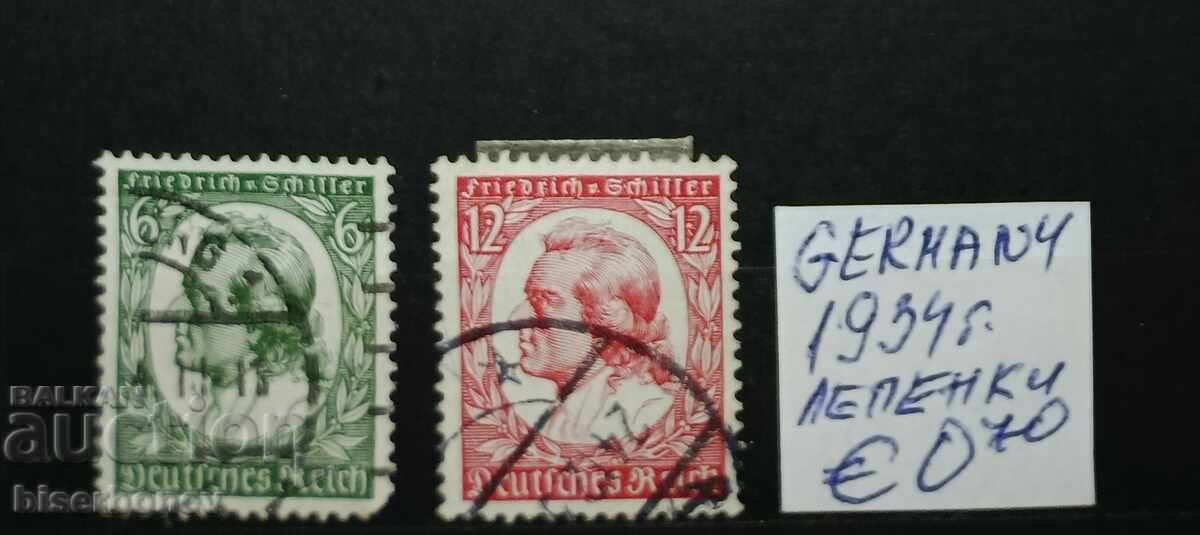 Friedrich v. Schiller
6 6
Deutsches Reich
Friedrich v. Schiller
12 12
Deutsches Reich
GERMANY
1934г.
ЛЕПЕНКИ
€ 0 70
BALKAN
auction
biserbonev